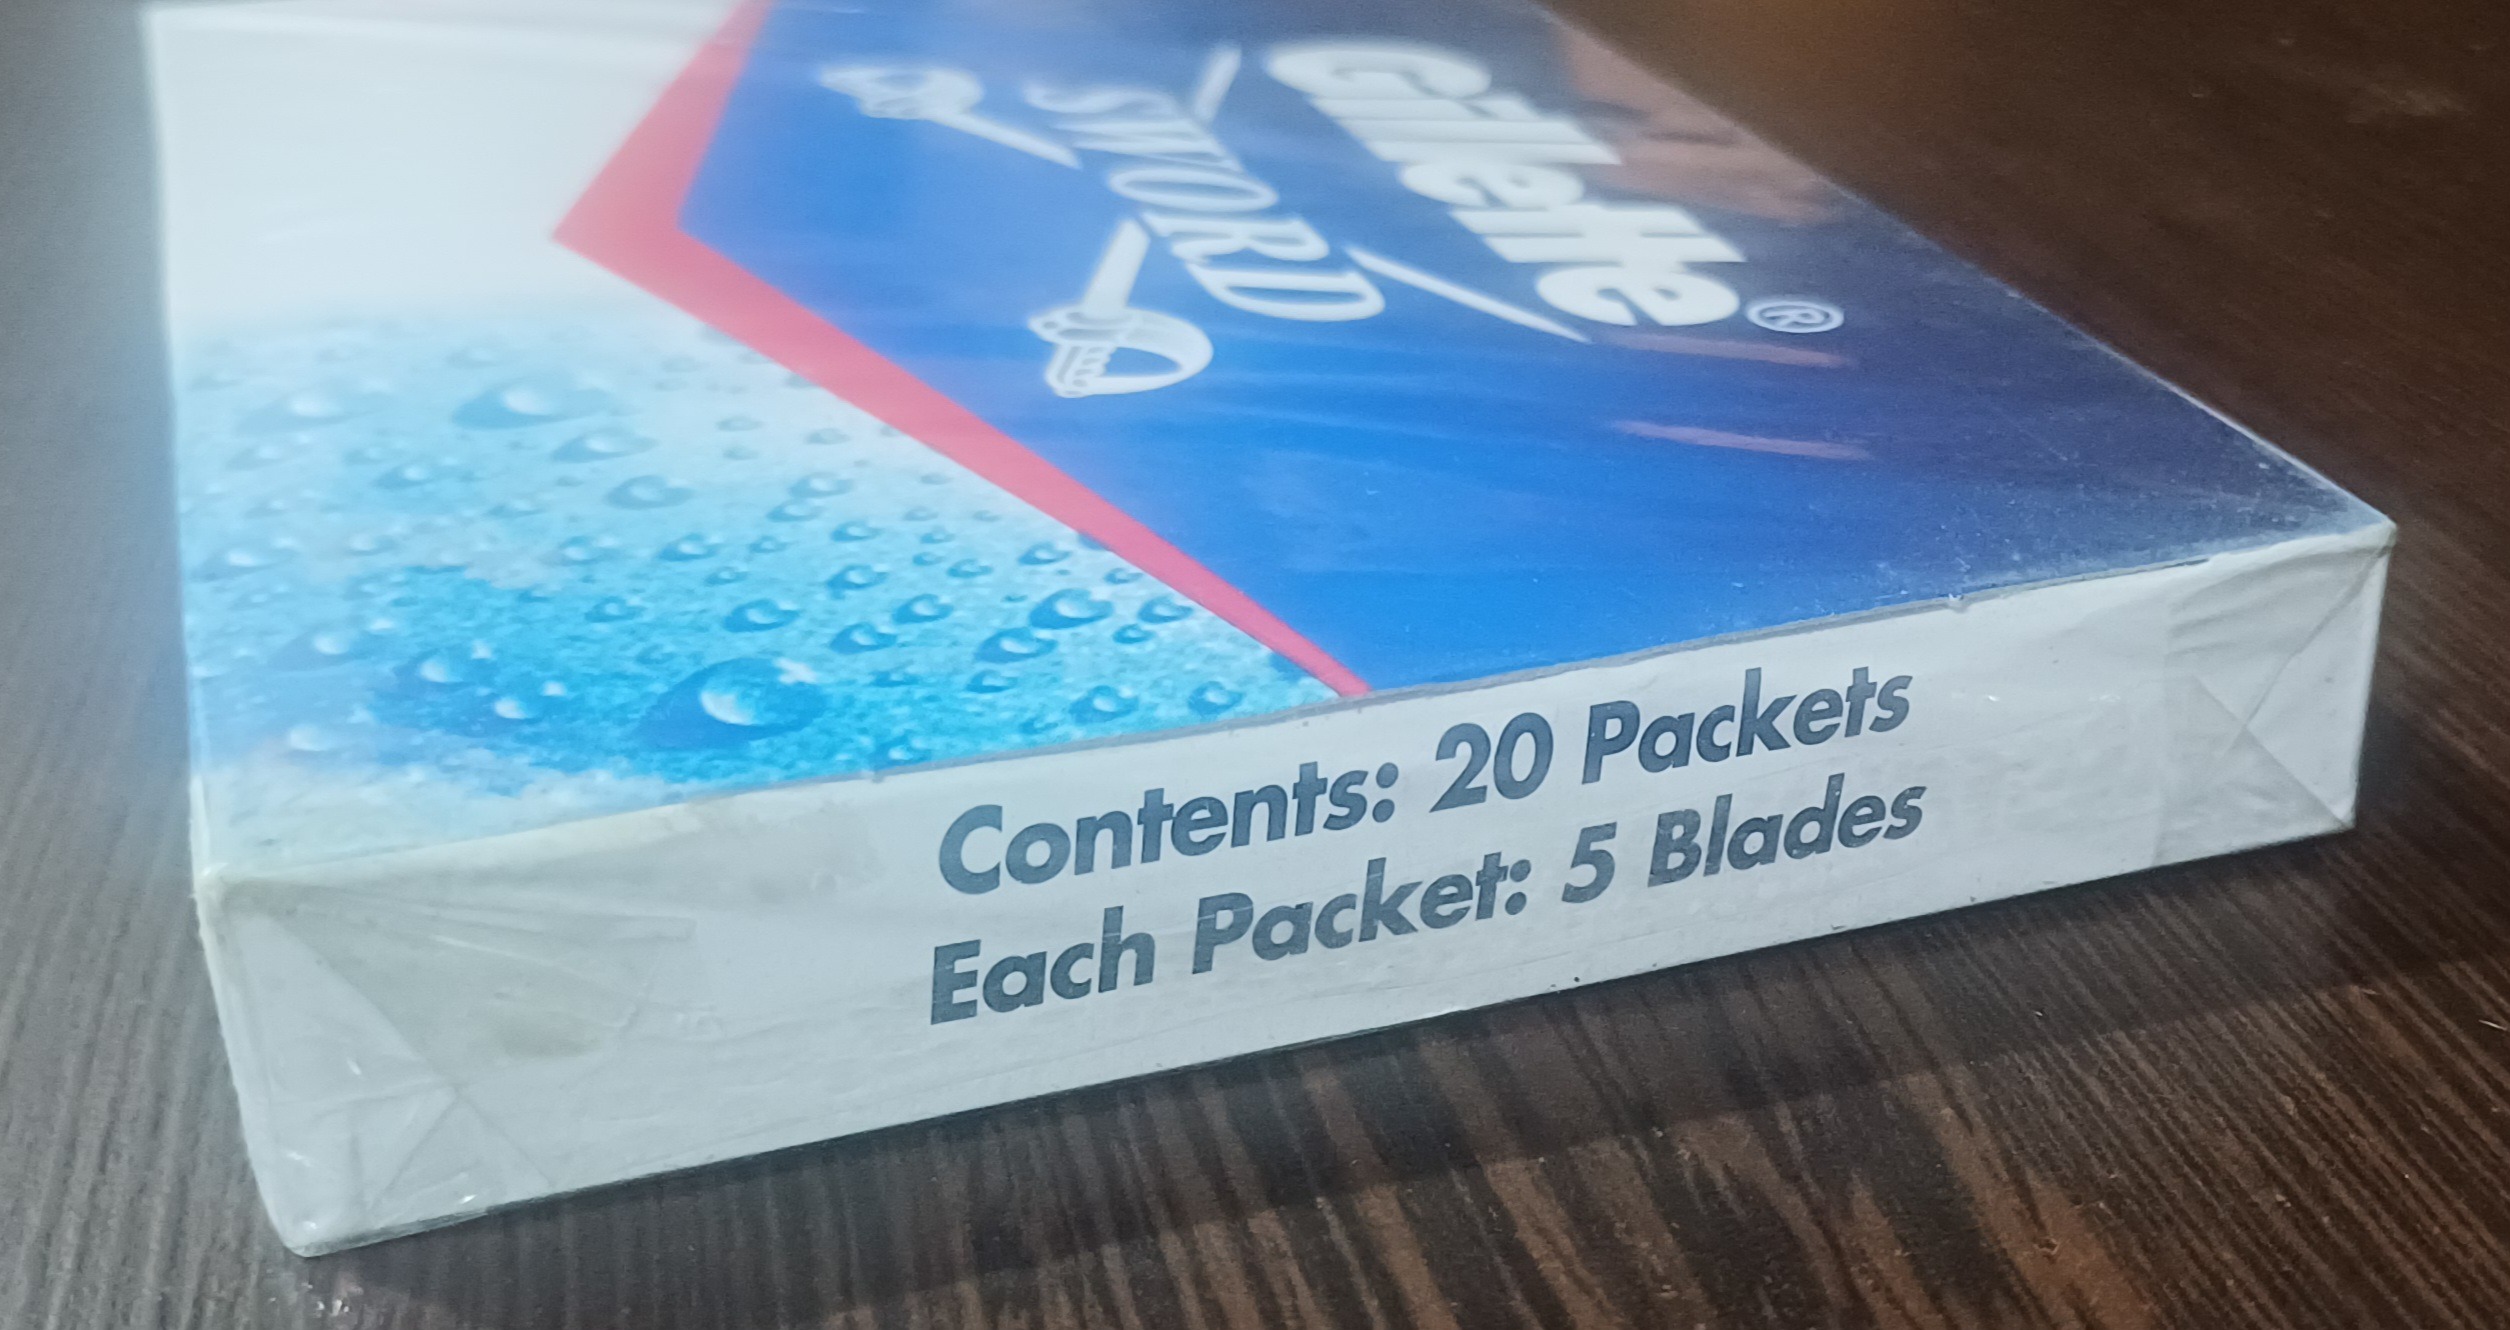 Gillette®
SWORD
Contents: 20 Packets
Each Packet: 5 Blades